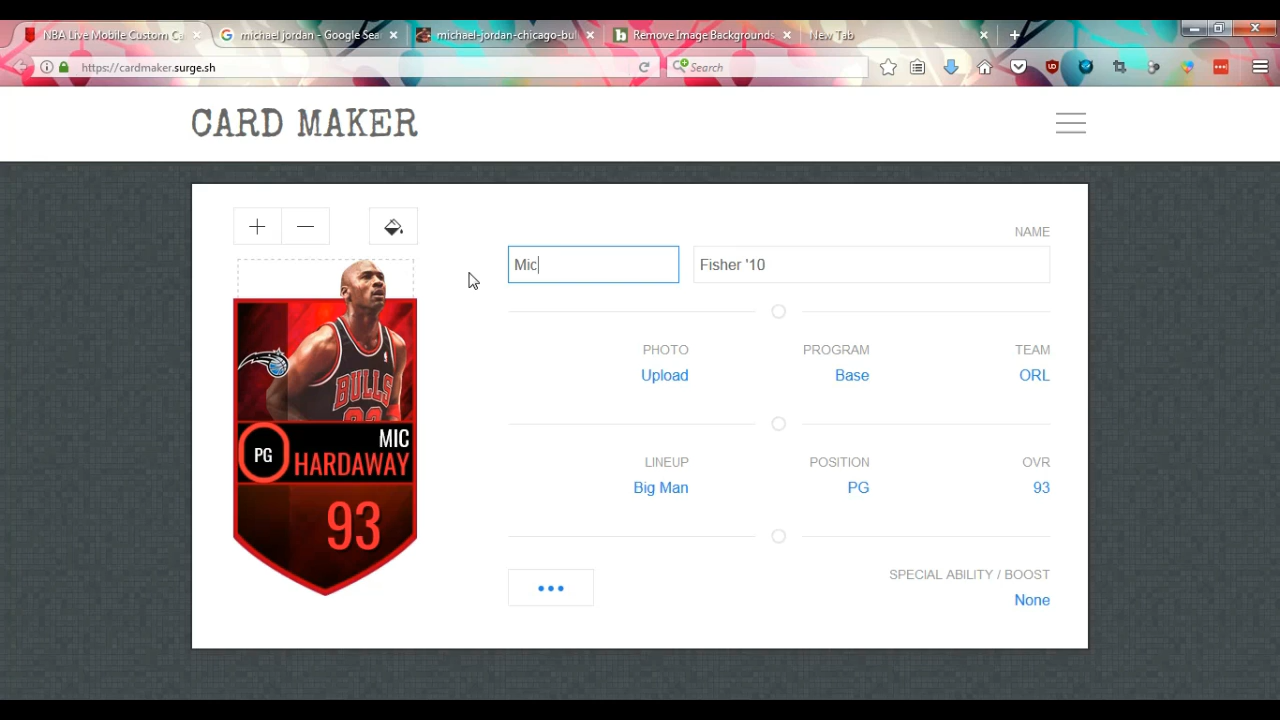 NBA Live Mobile Custom Ca
michael jordan - Google Sea
michael-jordan-chicago-bul
Remove Image Backgrounds
New Tab
https://cardmaker.surge.sh
Search
CARD MAKER
NAME
Mic
Fisher '10
PHOTO
PROGRAM
TEAM
Upload
Base
ORL
LINEUP
POSITION
OVR
Big Man
PG
93
SPECIAL ABILITY / BOOST
None
BULLS
PG
MIC
HARDAWAY
93